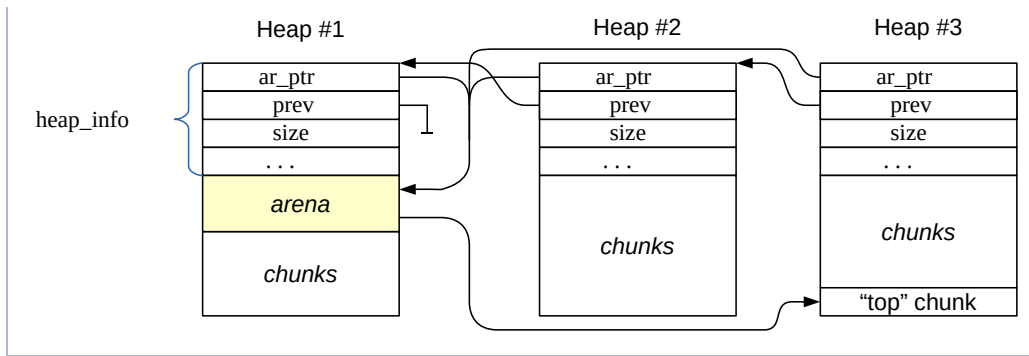 Heap #1
Heap #2
Heap #3
heap_info
ar_ptr
prev
size
. . .
arena
chunks
ar_ptr
prev
size
. . .
chunks
ar_ptr
prev
size
. . .
chunks
“top” chunk